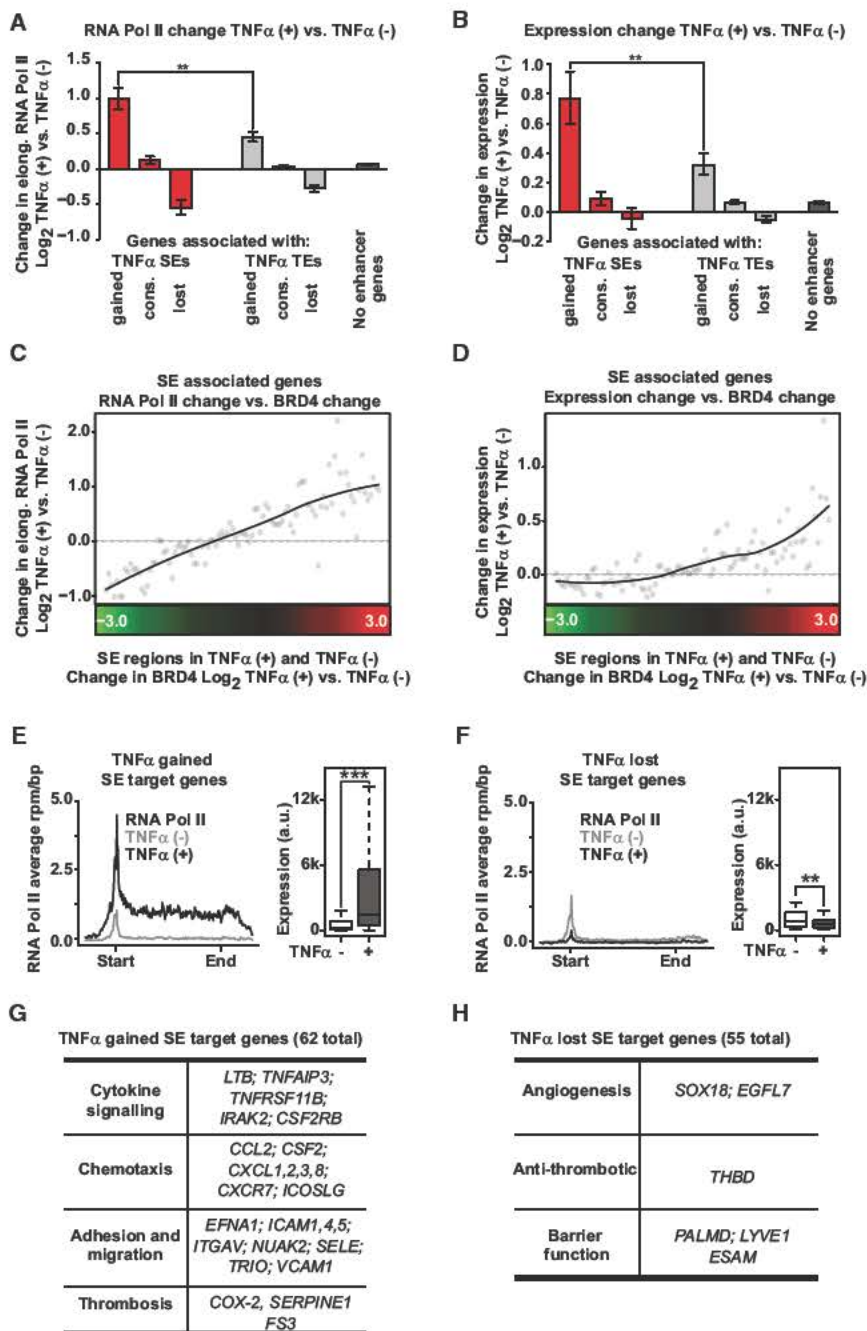 A
RNA Pol II change TNFα (+) vs. TNFα (-)
Change in elong. RNA Pol II
Log2 TNFα (+) vs. TNFα (-)
1.5
1.0
0.5
0.0
−0.5
−1.0
**
Genes associated with:
TNFα SEs
TNFα TEs
gained
cons.
lost
gained
cons.
lost
No enhancer
genes
B
Expression change TNFα (+) vs. TNFα (-)
Change in expression
Log2 TNFα (+) vs. TNFα (-)
1.0
0.8
0.6
0.4
0.2
0.0
−0.2
**
Genes associated with:
TNFα SEs
TNFα TEs
gained
cons.
lost
gained
cons.
lost
No enhancer
genes
C
SE associated genes
RNA Pol II change vs. BRD4 change
Change in elong. RNA Pol II
Log2 TNFα (+) vs. TNFα (-)
2.0
1.0
0.0
−1.0
−3.0
3.0
SE regions in TNFα (+) and TNFα (-)
Change in BRD4 Log2 TNFα (+) vs. TNFα (-)
D
SE associated genes
Expression change vs. BRD4 change
Change in expression
Log2 TNFα (+) vs. TNFα (-)
1.0
0.5
0.0
−3.0
3.0
SE regions in TNFα (+) and TNFα (-)
Change in BRD4 Log2 TNFα (+) vs. TNFα (-)
E
TNFα gained
SE target genes
RNA Pol II average rpm/bp
5.0
2.5
0.0
RNA Pol II
TNFα (-)
TNFα (+)
Start
End
Expression (a.u.)
12k
6k
0
***
TNFα - +
F
TNFα lost
SE target genes
RNA Pol II average rpm/bp
5.0
2.5
0.0
RNA Pol II
TNFα (-)
TNFα (+)
Start
End
Expression (a.u.)
12k
6k
0
**
TNFα - +
G
TNFα gained SE target genes (62 total)
Cytokine
signalling
LTB; TNFAIP3;
TNFRSF11B;
IRAK2; CSF2RB
Chemotaxis
CCL2; CSF2;
CXCL1,2,3,8;
CXCR7; ICOSLG
Adhesion and
migration
EFNA1; ICAM1,4,5;
ITGAV; NUAK2; SELE;
TRIO; VCAM1
Thrombosis
COX-2, SERPINE1
FS3
H
TNFα lost SE target genes (55 total)
Angiogenesis
SOX18; EGFL7
Anti-thrombotic
THBD
Barrier
function
PALMD; LYVE1
ESAM